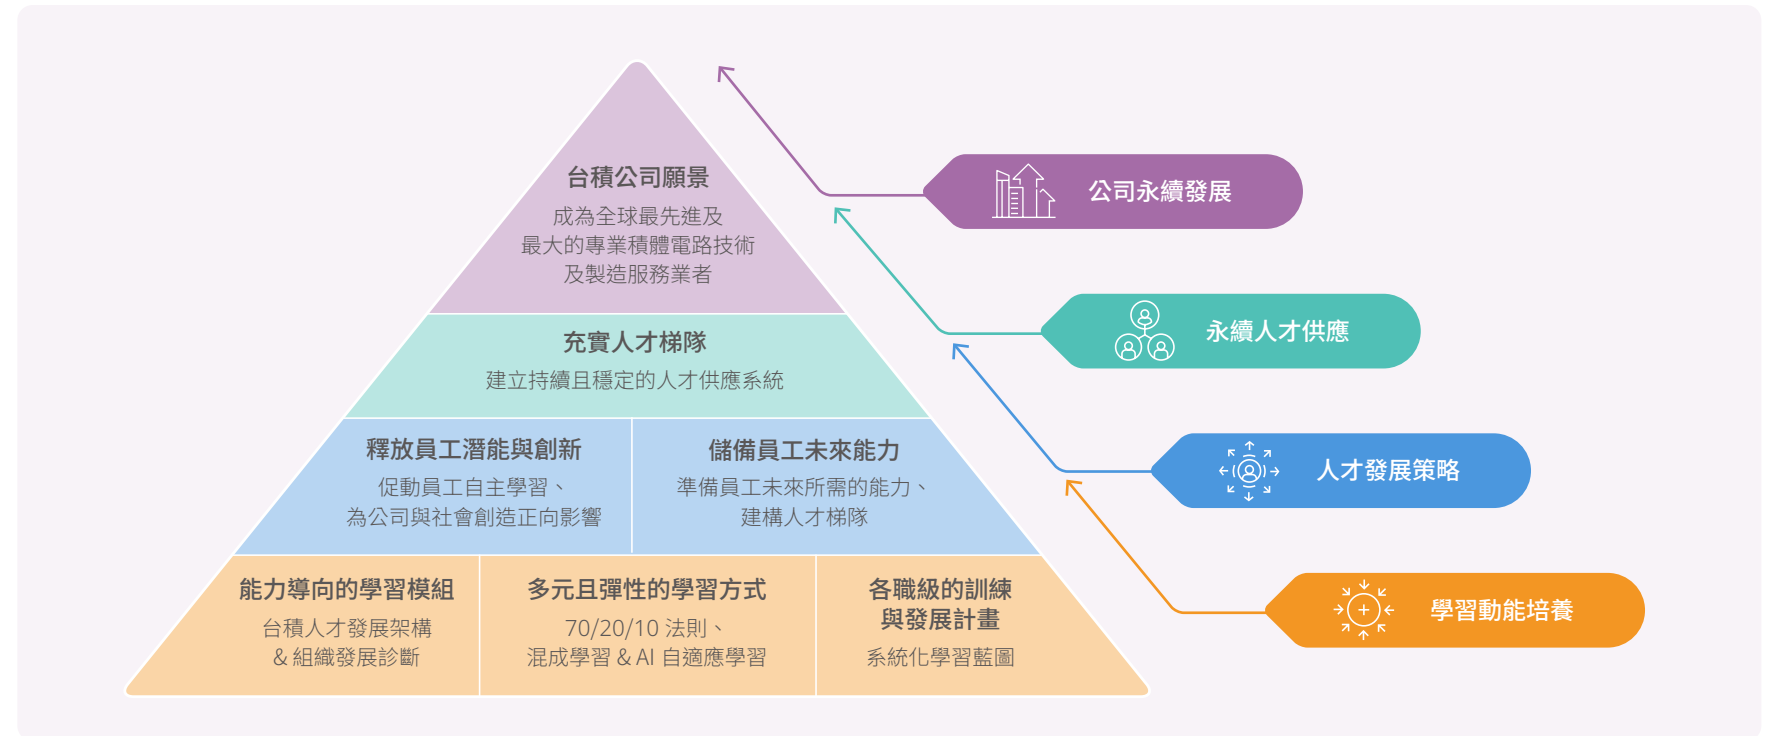 台積公司願景
成為全球最先進及
最大的專業積體電路技術
及製造服務業者
公司永續發展
充實人才梯隊
建立持續且穩定的人才供應系統
永續人才供應
釋放員工潛能與創新
促動員工自主學習、
為公司與社會創造正向影響
儲備員工未來能力
準備員工未來所需的能力、
建構人才梯隊
人才發展策略
能力導向的學習模組
台積人才發展架構
& 組織發展診斷
多元且彈性的學習方式
70/20/10 法則、
混成學習 & AI 自適應學習
各職級的訓練
與發展計畫
系統化學習藍圖
學習動能培養